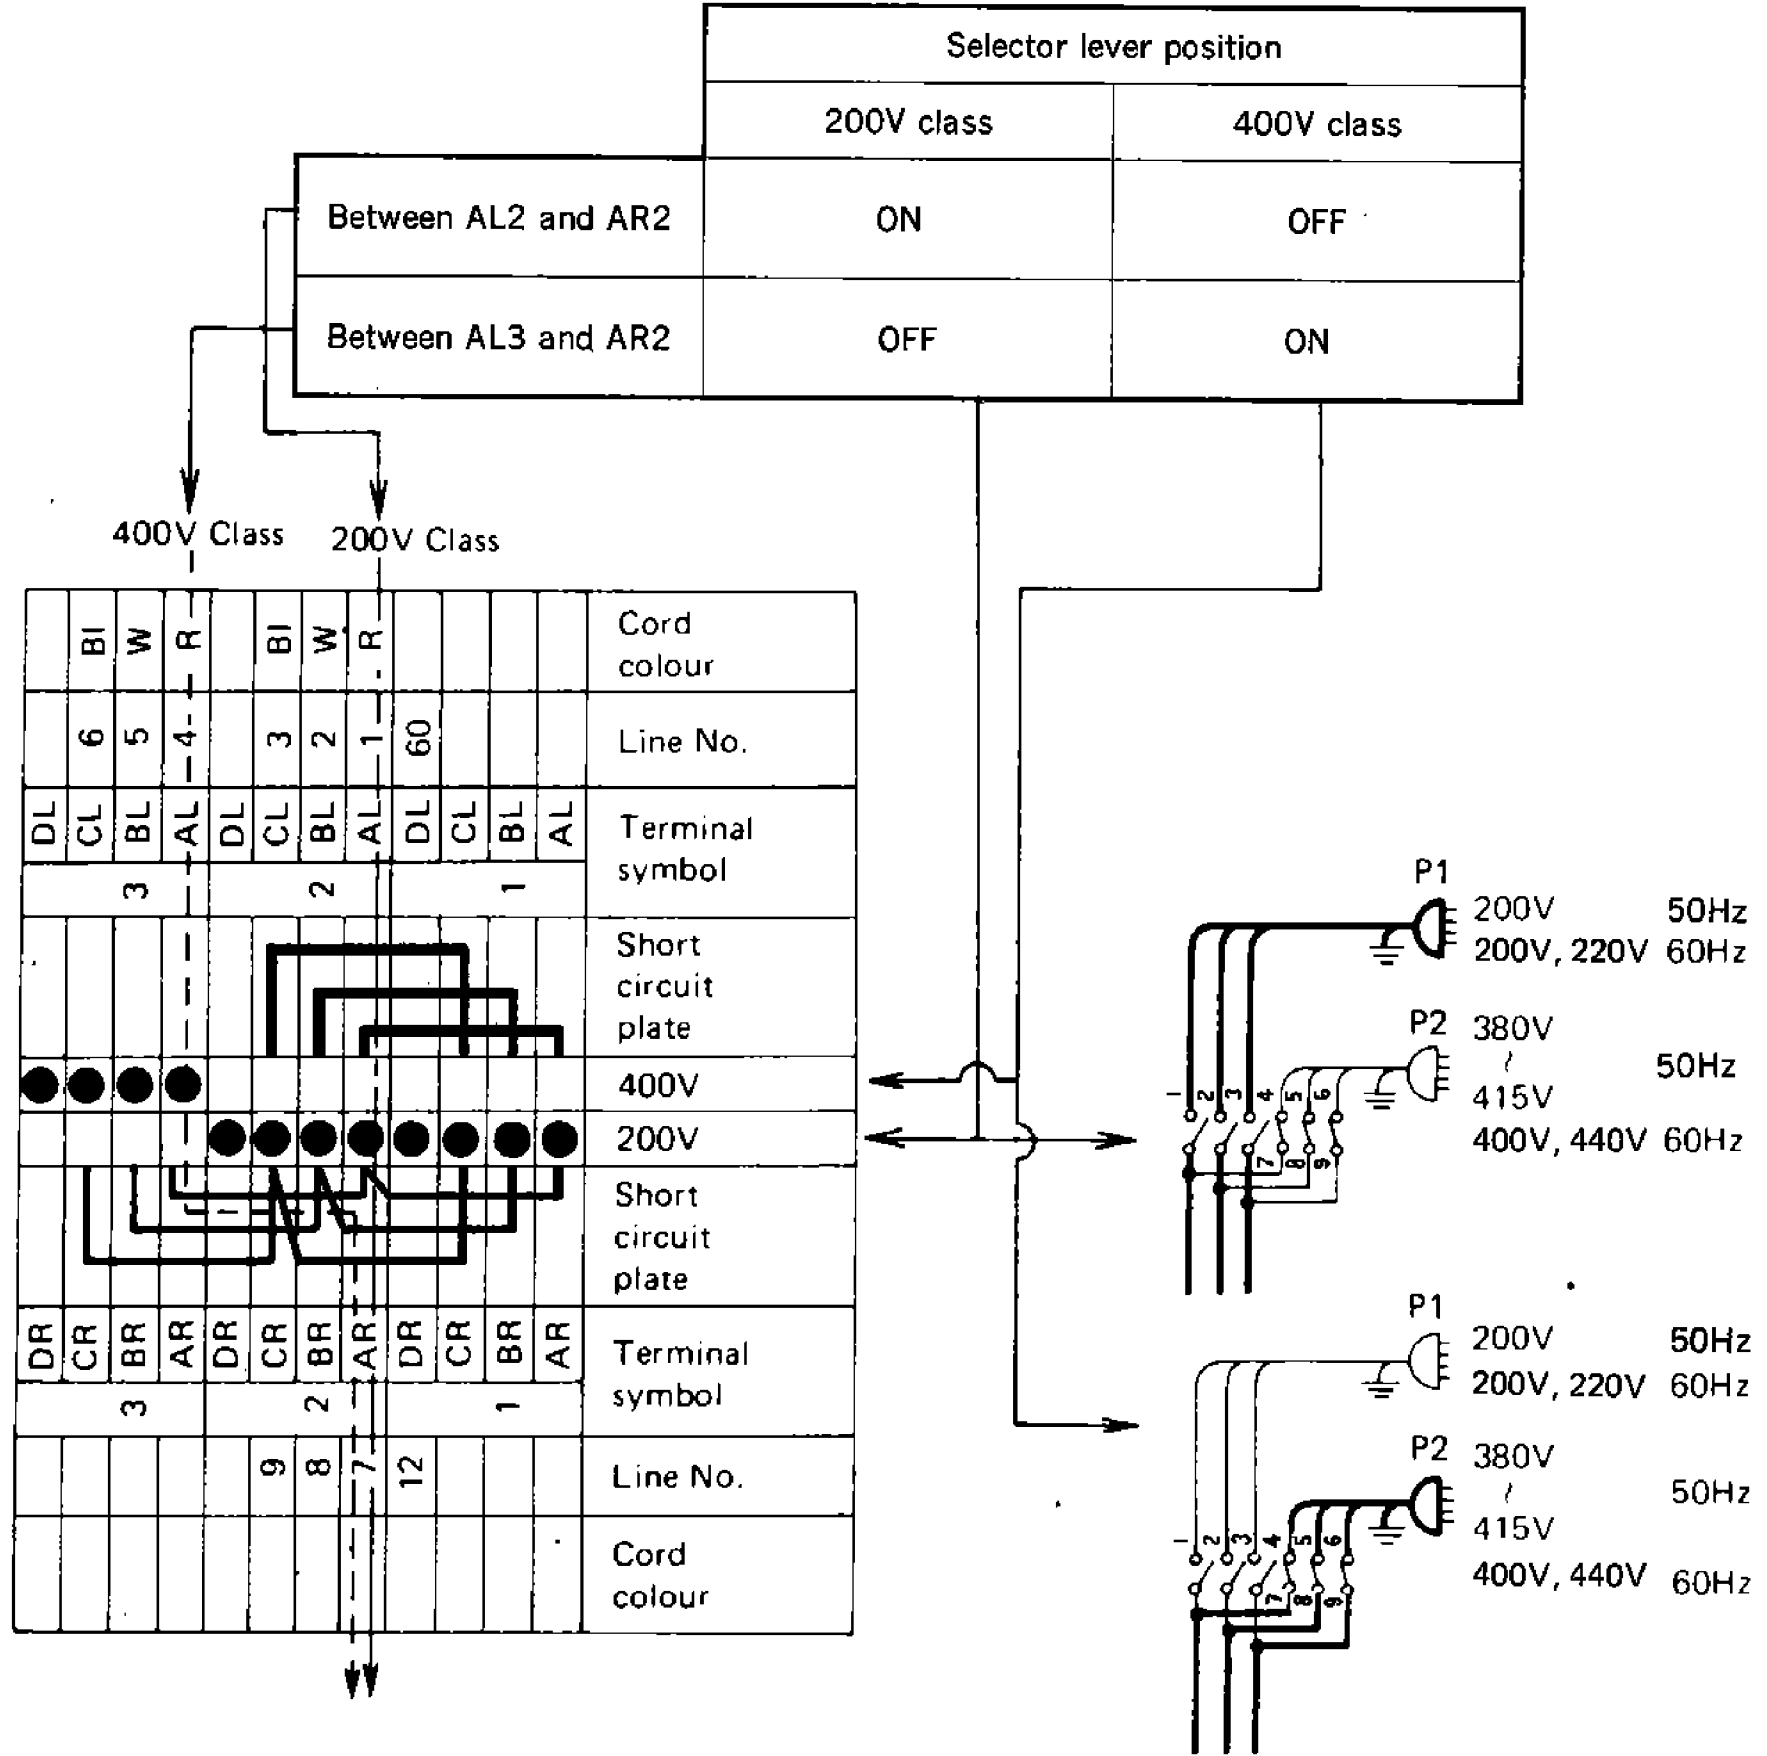 Selector lever position
200V class 400V class
Between AL2 and AR2 ON OFF
Between AL3 and AR2 OFF ON
400V Class 200V Class
BI W R BI W R Cord
colour
6 5 4 3 2 1 60 Line No.
DL CL BL AL DL CL BL AL DL CL BL AL Terminal
symbol
3 2 1
Short
circuit
plate
400V
200V
Short
circuit
plate
DR CR BR AR DR CR BR AR DR CR BR AR Terminal
symbol
3 2 1
9 8 7 12 Line No.
Cord
colour
P1
200V 50Hz
200V, 220V 60Hz
P2 380V
~
415V 50Hz
400V, 440V 60Hz
1 2 3 4 5 6
7 8 9
P1
200V 50Hz
200V, 220V 60Hz
P2 380V
~
415V 50Hz
400V, 440V 60Hz
1 2 3 4 5 6
7 8 9